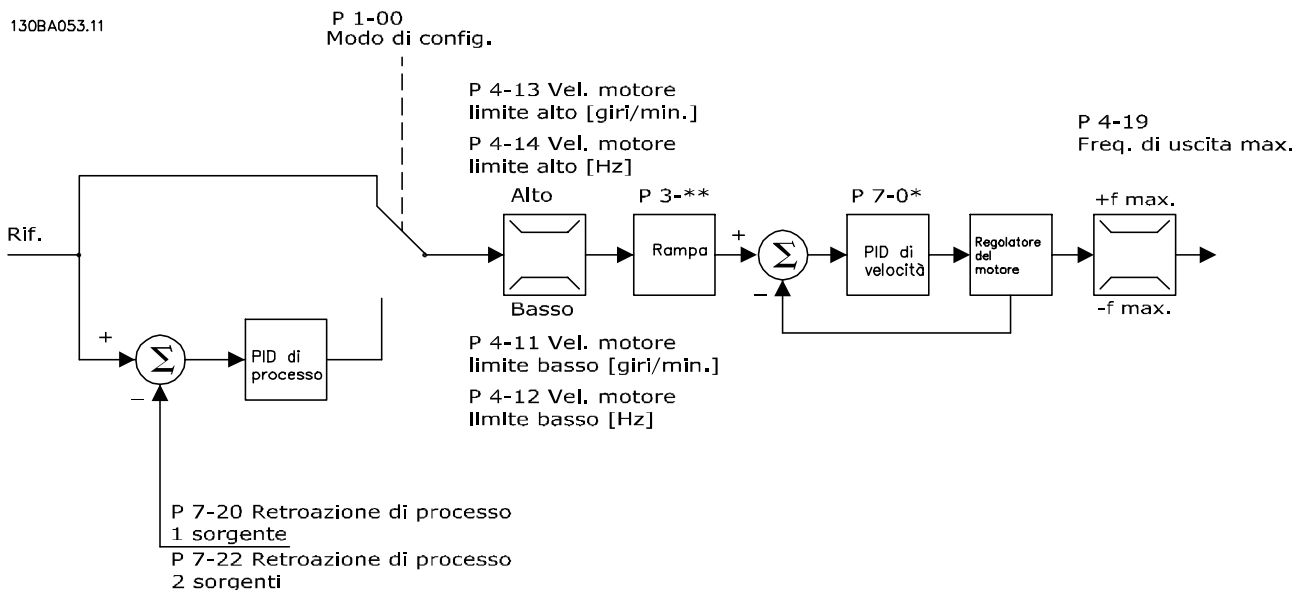 130BA053.11
P 1-00
Modo di config.
P 4-13 Vel. motore
limite alto [giri/min.]
P 4-14 Vel. motore
limite alto [Hz]
P 4-19
Freq. di uscita max.
Alto
P 3-**
P 7-0*
+f max.
Rif.
Rampa
+
Σ
_
PID di
velocità
Regolatore
del
motore
Basso
-f max.
+
Σ
_
PID di
processo
P 4-11 Vel. motore
limite basso [giri/min.]
P 4-12 Vel. motore
limite basso [Hz]
P 7-20 Retroazione di processo
1 sorgente
P 7-22 Retroazione di processo
2 sorgenti